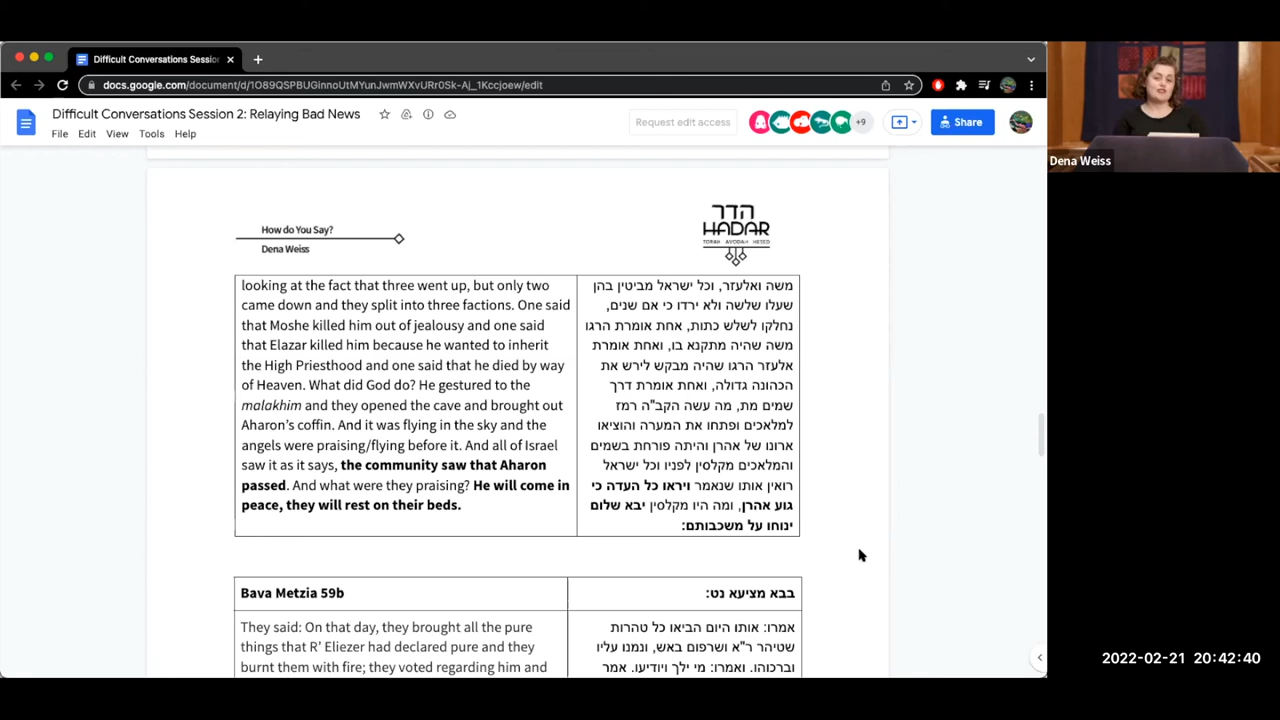 Difficult Conversations Session
docs.google.com/document/d/1O89QSPBUGinnoUtMYunJwmWXvURr0Sk-Aj_1Kccjoew/edit
Difficult Conversations Session 2: Relaying Bad News
File Edit View Tools Help
Request edit access
+9
Share
Dena Weiss
How do You Say?
Dena Weiss
הדר
HADAR
TORAH AVODAH HESED
looking at the fact that three went up, but only two
came down and they split into three factions. One said
that Moshe killed him out of jealousy and one said
that Elazar killed him because he wanted to inherit
the High Priesthood and one said that he died by way
of Heaven. What did God do? He gestured to the
malakhim and they opened the cave and brought out
Aharon's coffin. And it was flying in the sky and the
angels were praising/flying before it. And all of Israel
saw it as it says, the community saw that Aharon
passed. And what were they praising? He will come in
peace, they will rest on their beds.
משה ואלעזר, וכל ישראל מביטין בהן
שעלו שלשה ולא ירדו כי אם שנים,
נחלקו לשלש כתות, אחת אומרת הרגו
משה שהיה מתקנא בו, ואחת אומרת
אלעזר הרגו שהיה מבקש לירש את
הכהונה גדולה, ואחת אומרת דרך
שמים מת, מה עשה הקב"ה רמז
למלאכים ופתחו את המערה והוציאו
ארונו של אהרן והיתה פורחת בשמים
והמלאכים מקלסין לפניו וכל ישראל
רואין אותו שנאמר ויראו כל העדה כי
גוע אהרן, ומה היו מקלסין יבא שלום
ינוחו על משכבותם:
Bava Metzia 59b
בבא מציעא נט:
They said: On that day, they brought all the pure
things that R' Eliezer had declared pure and they
burnt them with fire; they voted regarding him and
אמרו: אותו היום הביאו כל טהרות
שטיהר ר"א ושרפום באש, ונמנו עליו
וברכוהו. ואמרו: מי ילך ויודיעו. אמר
2022-02-21 20:42:40